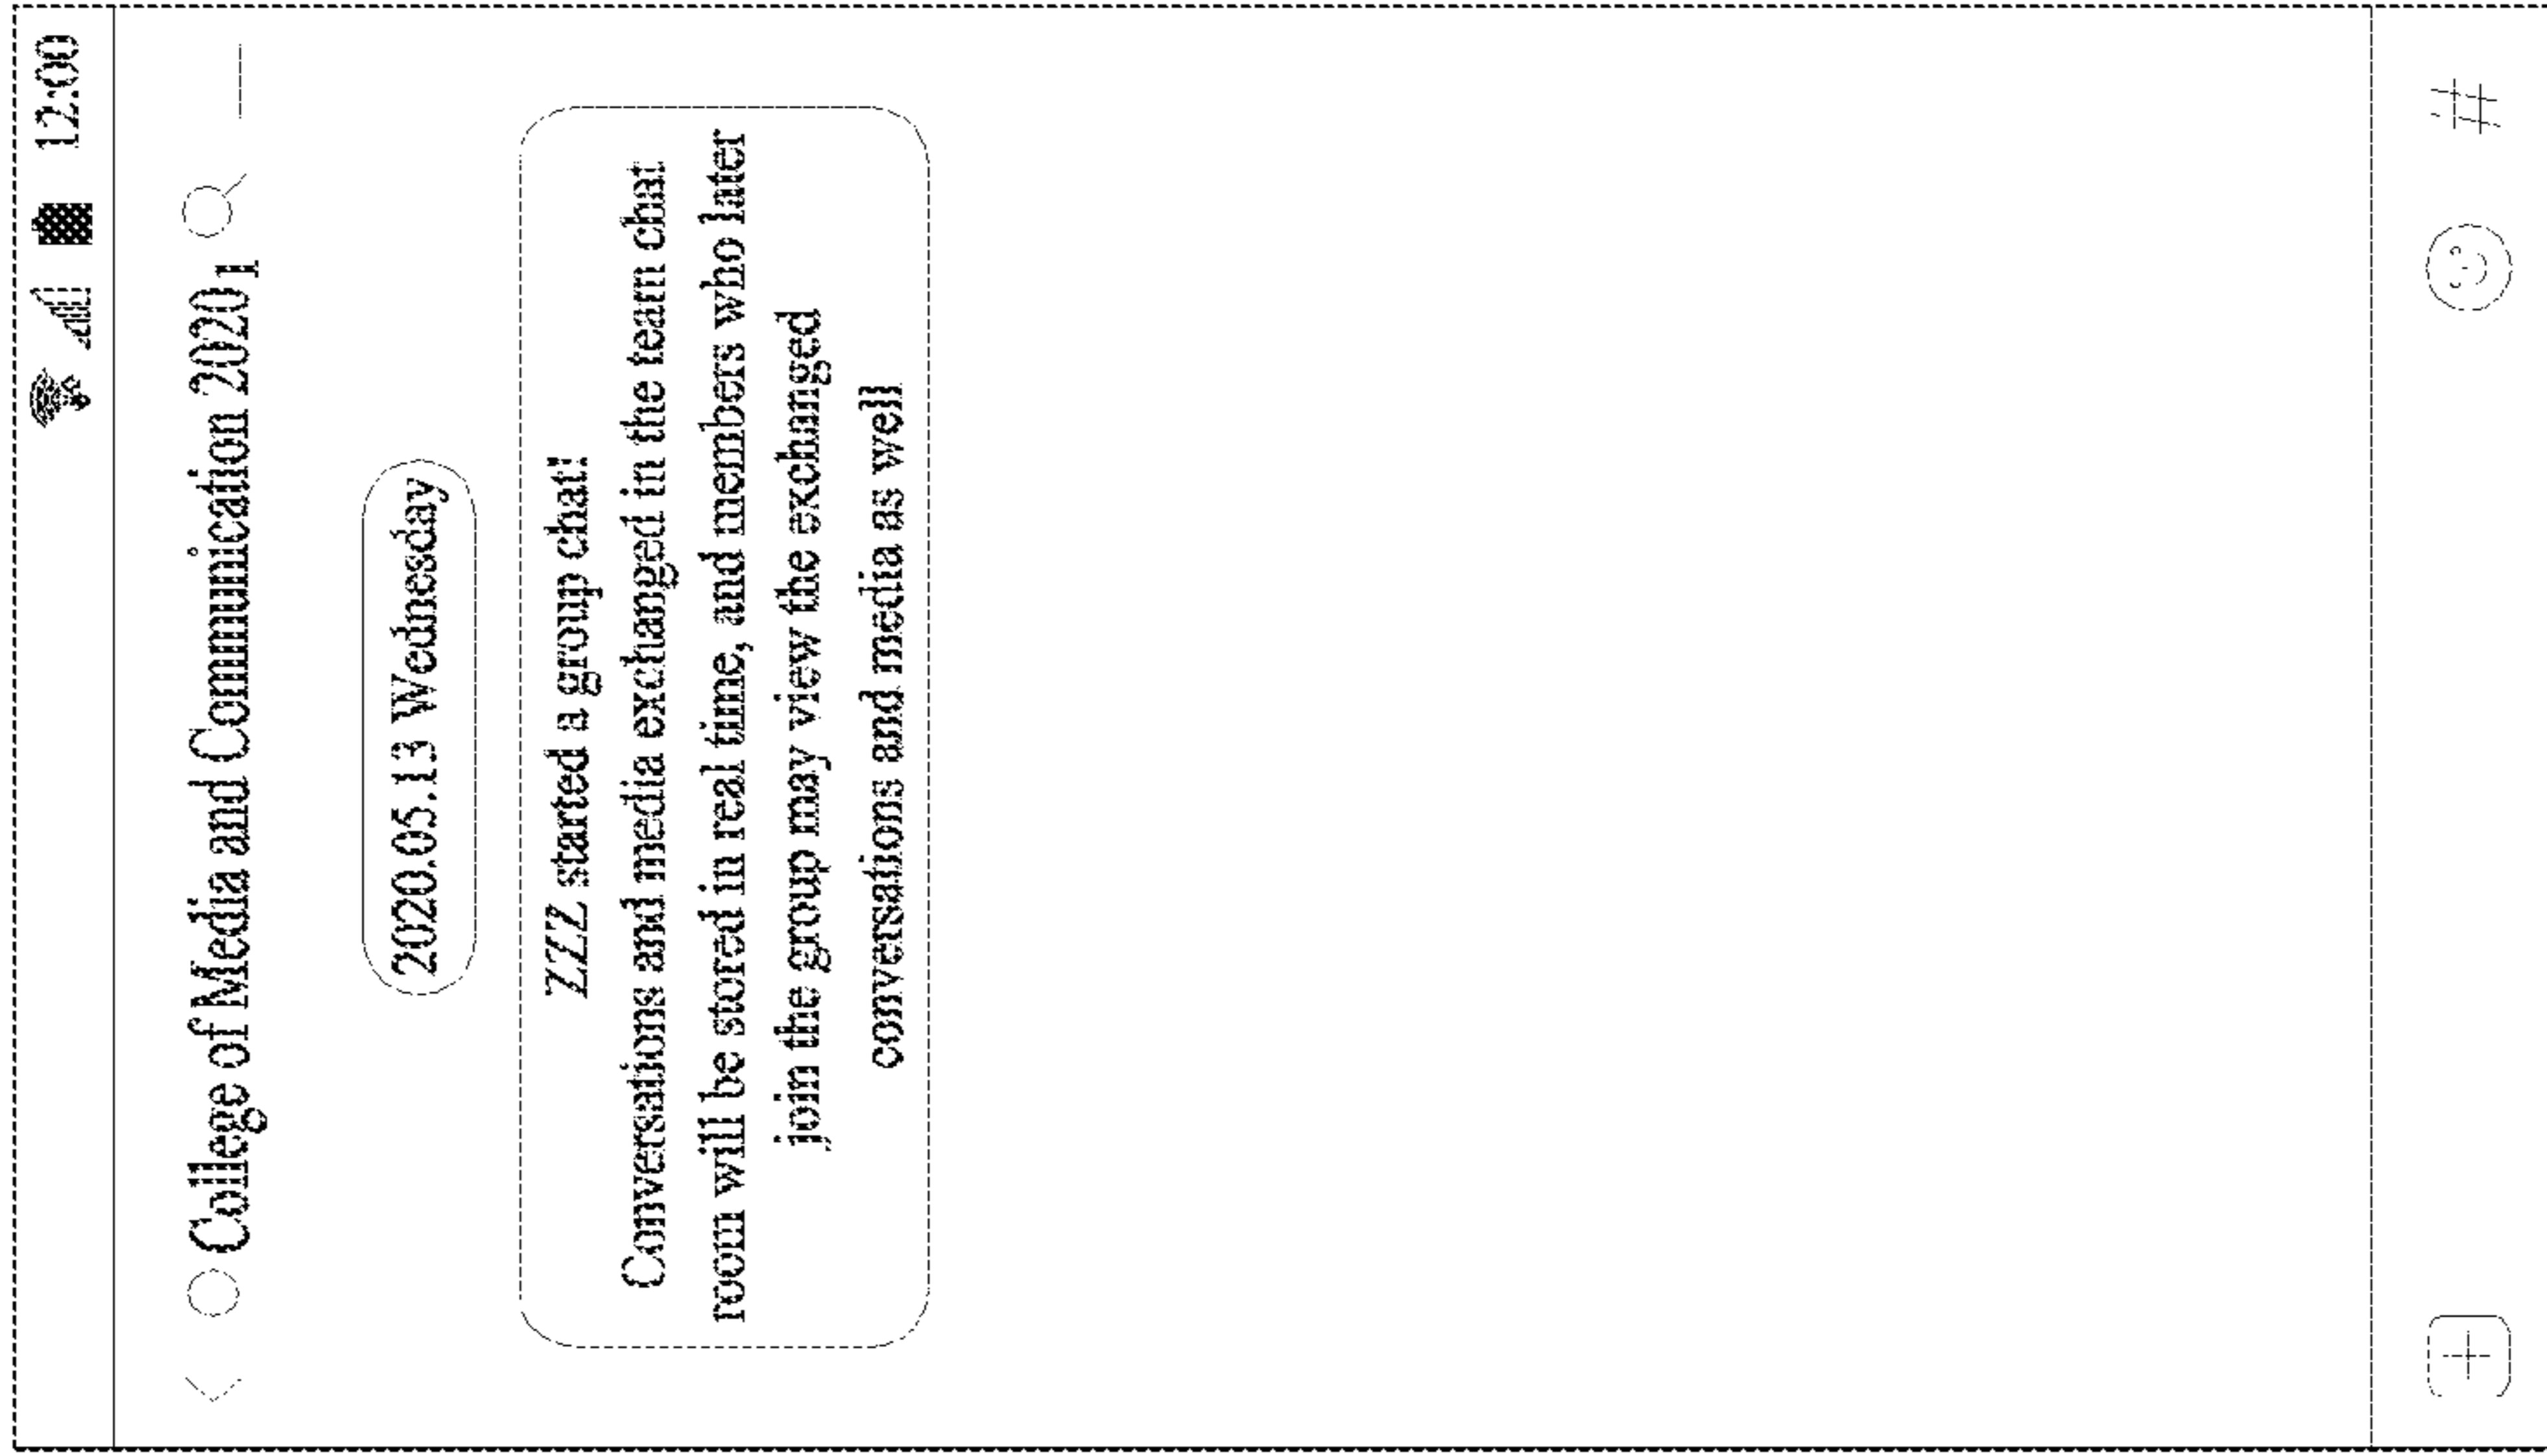 12:00
College of Media and Communication 2020 1
2020.05.13 Wednesday
ZZZ started a group chat!
Conversations and media exchanged in the team chat
room will be stored in real time, and members who later
join the group may view the exchanged
conversations and media as well
#